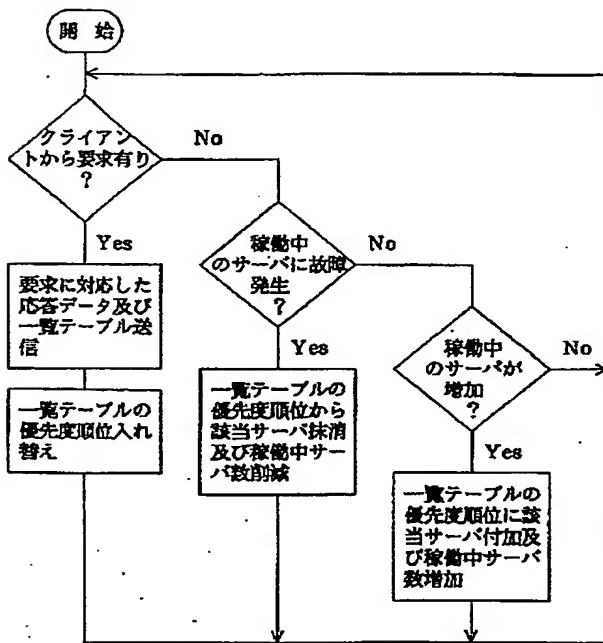 開 始
クライアン
トから要求有り
?
No
Yes
要求に対応した
応答データ及び
一覧テーブル送
信
一覧テーブルの
優先度順位入れ
替え
稼働中
のサーバに故障
発生
?
No
Yes
一覧テーブルの
優先度順位から
該当サーバ抹消
及び稼働中サー
バ数削減
稼働中
のサーバが
増加
?
No
Yes
一覧テーブルの
優先度順位に該
当サーバ付加及
び稼働中サーバ
数増加